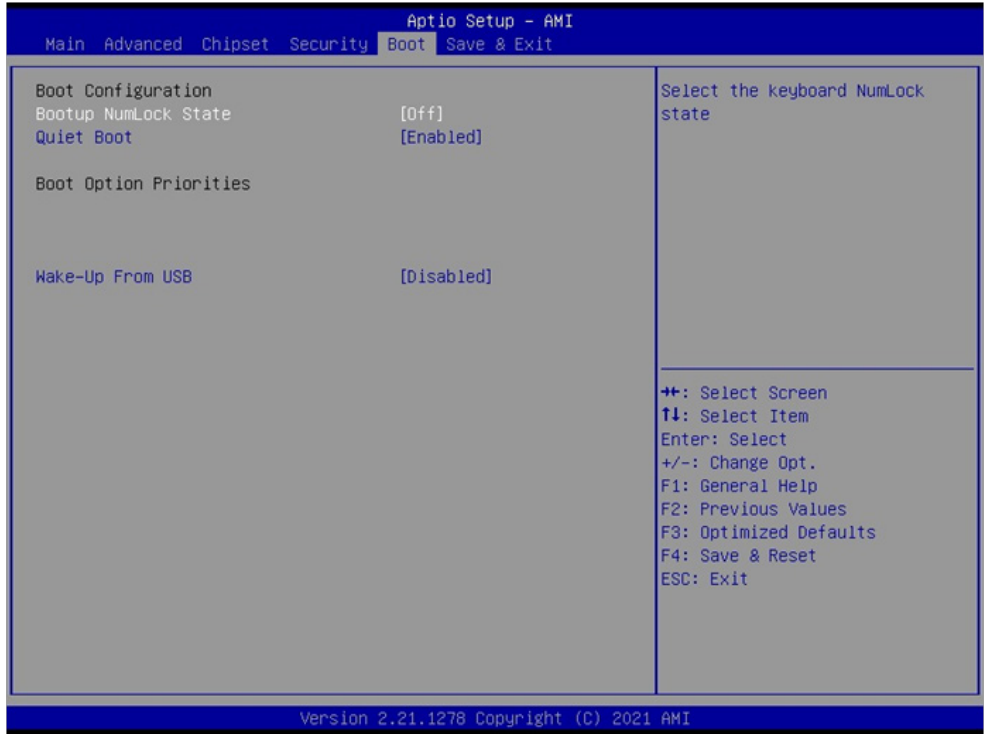 Aptio Setup – AMI
Main Advanced Chipset Security Boot Save & Exit
Boot Configuration
Bootup NumLock State [Off]
Quiet Boot [Enabled]
Boot Option Priorities
Wake-Up From USB [Disabled]
Select the keyboard NumLock
state
→←: Select Screen
↑↓: Select Item
Enter: Select
+/-: Change Opt.
F1: General Help
F2: Previous Values
F3: Optimized Defaults
F4: Save & Reset
ESC: Exit
Version 2.21.1278 Copyright (C) 2021 AMI